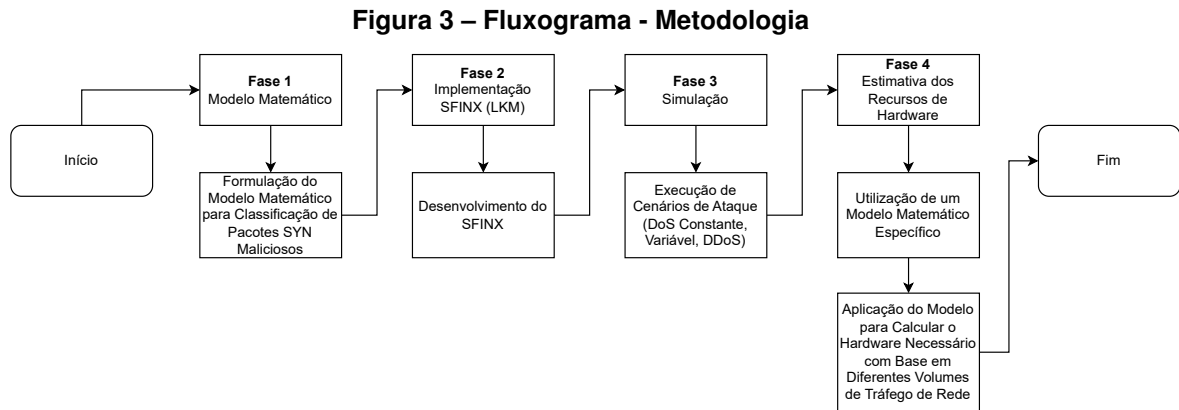 Figura 3 – Fluxograma - Metodologia
Início
Fase 1
Modelo Matemático
Formulação do
Modelo Matemático
para Classificação de
Pacotes SYN
Maliciosos
Fase 2
Implementação
SFINX (LKM)
Desenvolvimento do
SFINX
Fase 3
Simulação
Execução de
Cenários de Ataque
(DoS Constante,
Variável, DDoS)
Fase 4
Estimativa dos
Recursos de
Hardware
Utilização de um
Modelo Matemático
Específico
Aplicação do Modelo
para Calcular o
Hardware Necessário
com Base em
Diferentes Volumes
de Tráfego de Rede
Fim